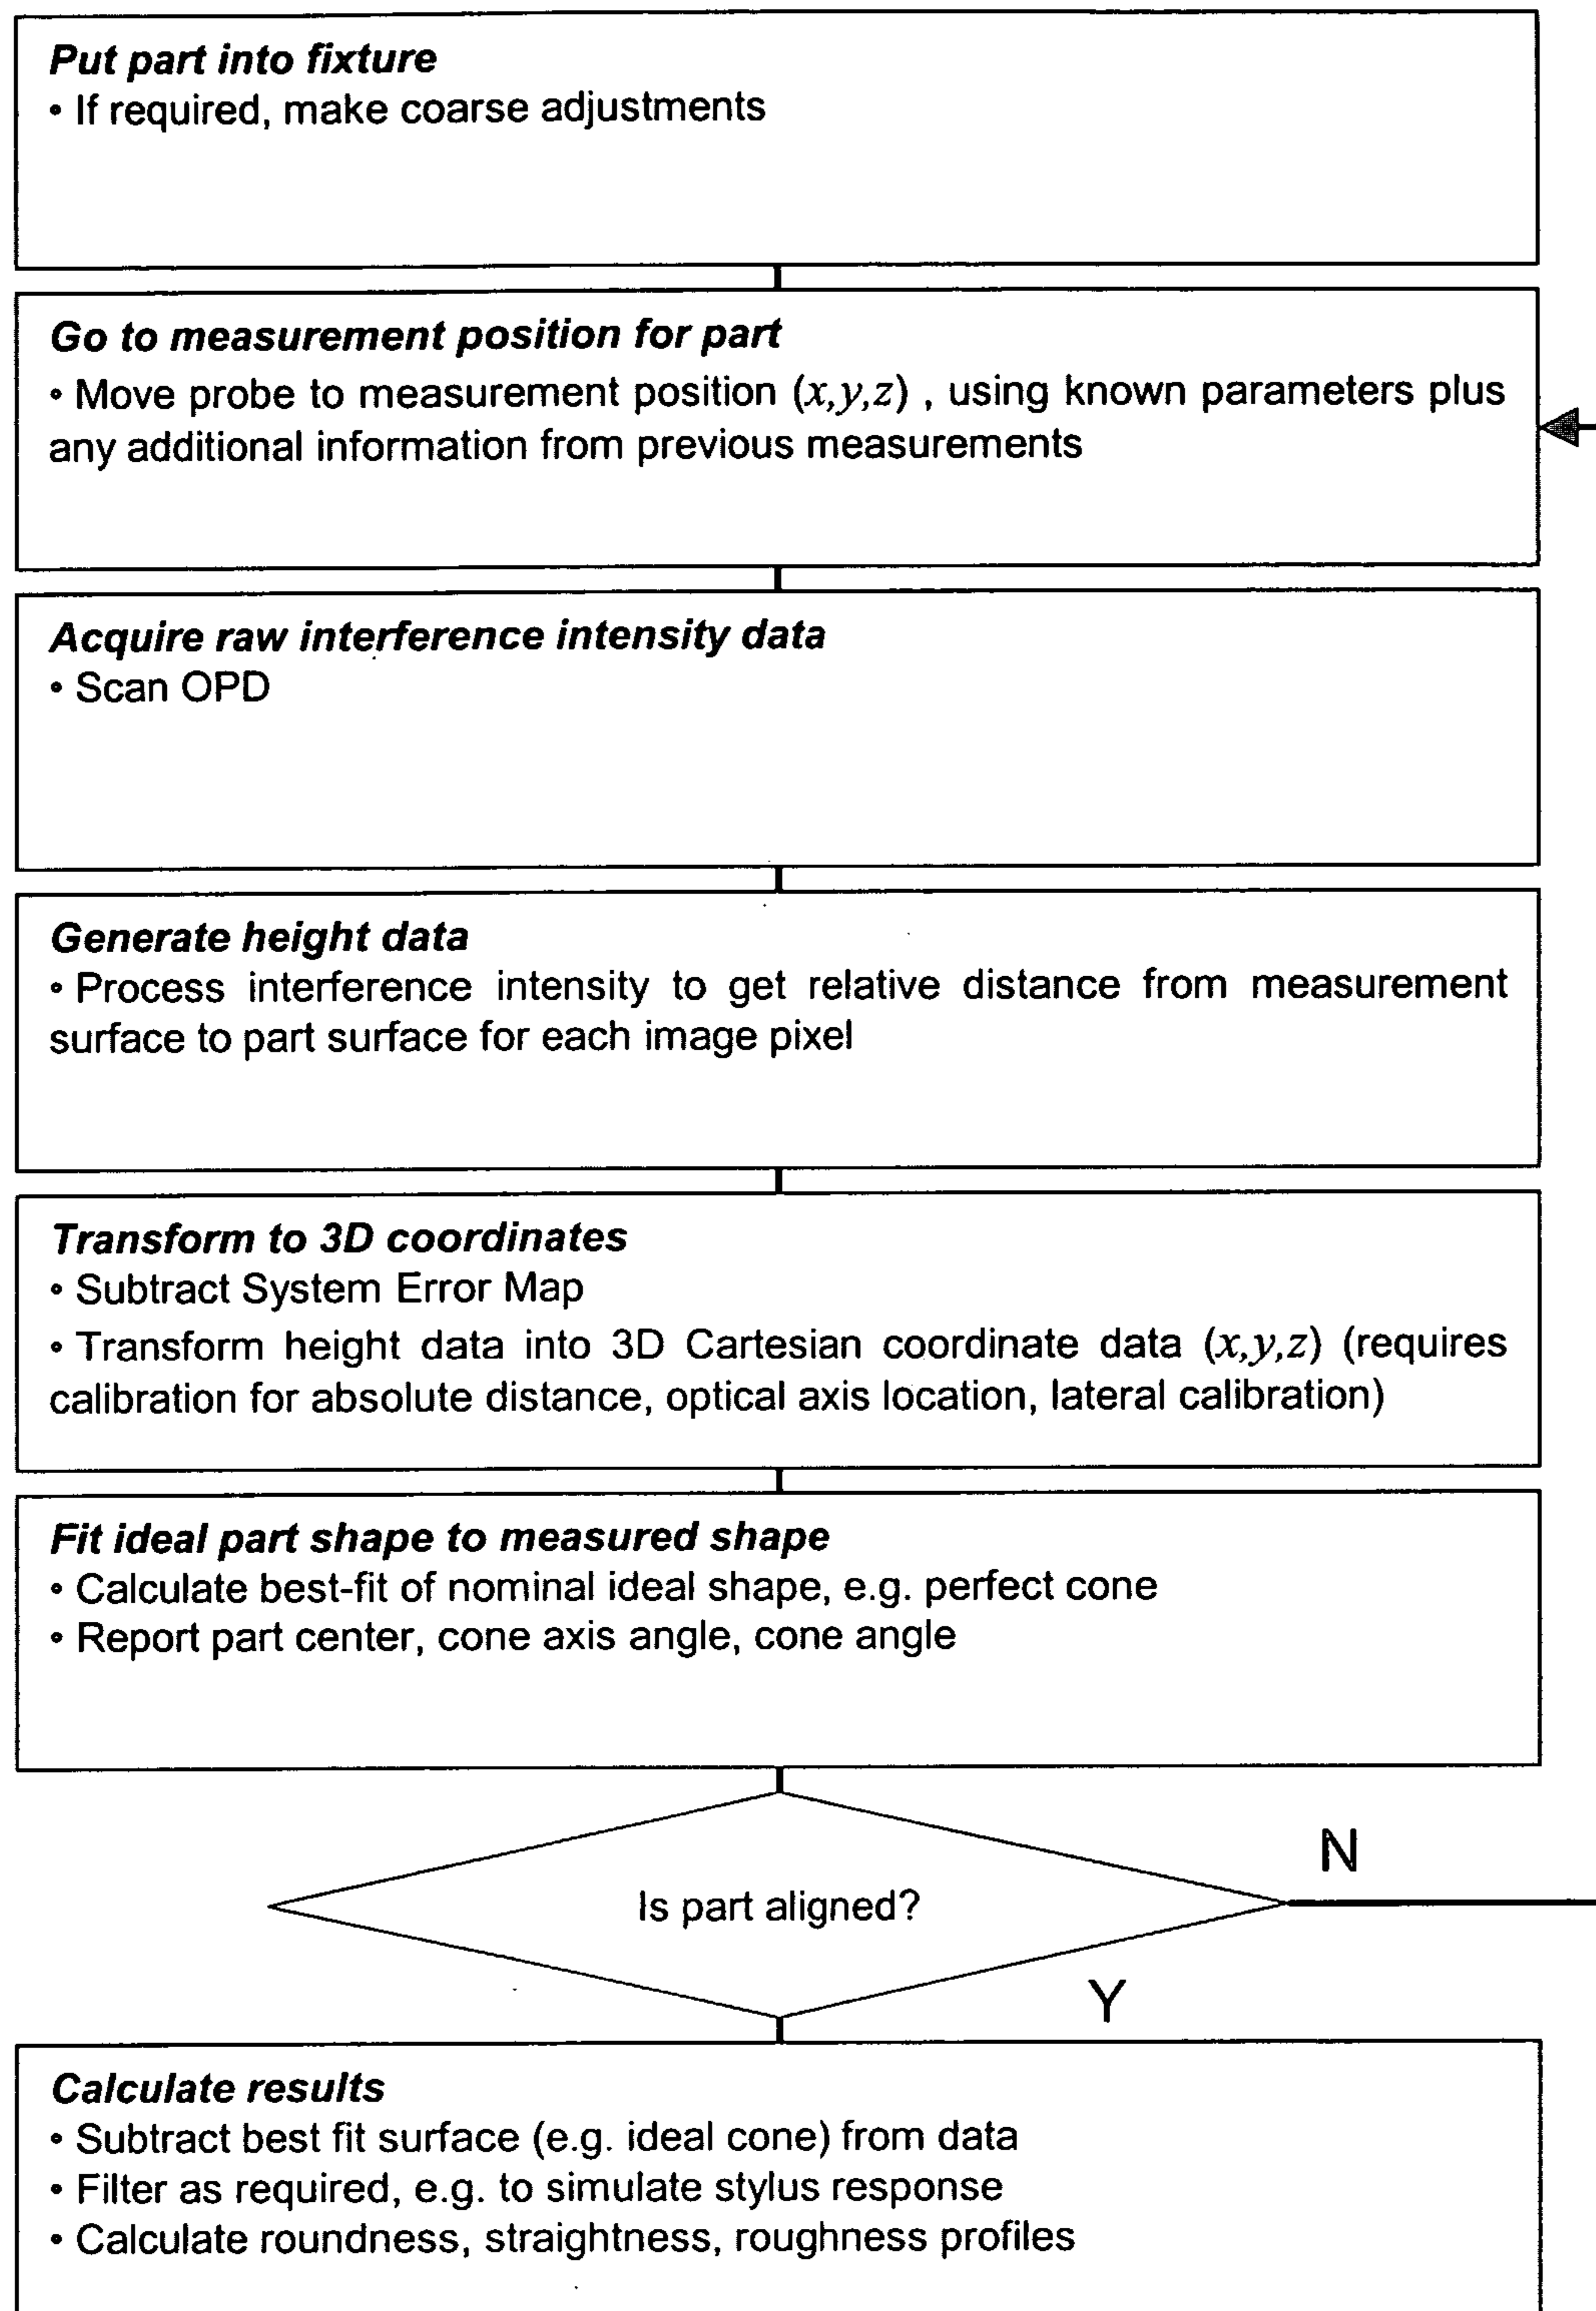 Put part into fixture
• If required, make coarse adjustments
Go to measurement position for part
• Move probe to measurement position (x,y,z) , using known parameters plus
any additional information from previous measurements
Acquire raw interference intensity data
• Scan OPD
Generate height data
• Process interference intensity to get relative distance from measurement
surface to part surface for each image pixel
Transform to 3D coordinates
• Subtract System Error Map
• Transform height data into 3D Cartesian coordinate data (x,y,z) (requires
calibration for absolute distance, optical axis location, lateral calibration)
Fit ideal part shape to measured shape
• Calculate best-fit of nominal ideal shape, e.g. perfect cone
• Report part center, cone axis angle, cone angle
N
Is part aligned?
Y
Calculate results
• Subtract best fit surface (e.g. ideal cone) from data
• Filter as required, e.g. to simulate stylus response
• Calculate roundness, straightness, roughness profiles